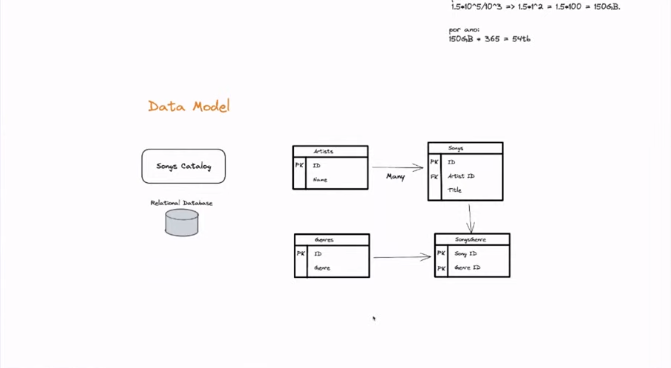 1.5*10^5/10^3 => 1.5*1^2 = 1.5*100 = 150GB.
por ano:
150GB * 365 = 54tb
Data Model
Songs Catalog
Relational Database
Artists
PK ID
Name
Many
Songs
PK ID
FK Artist ID
Title
Genres
PK ID
Genre
SongsGenre
PK Song ID
PK Genre ID